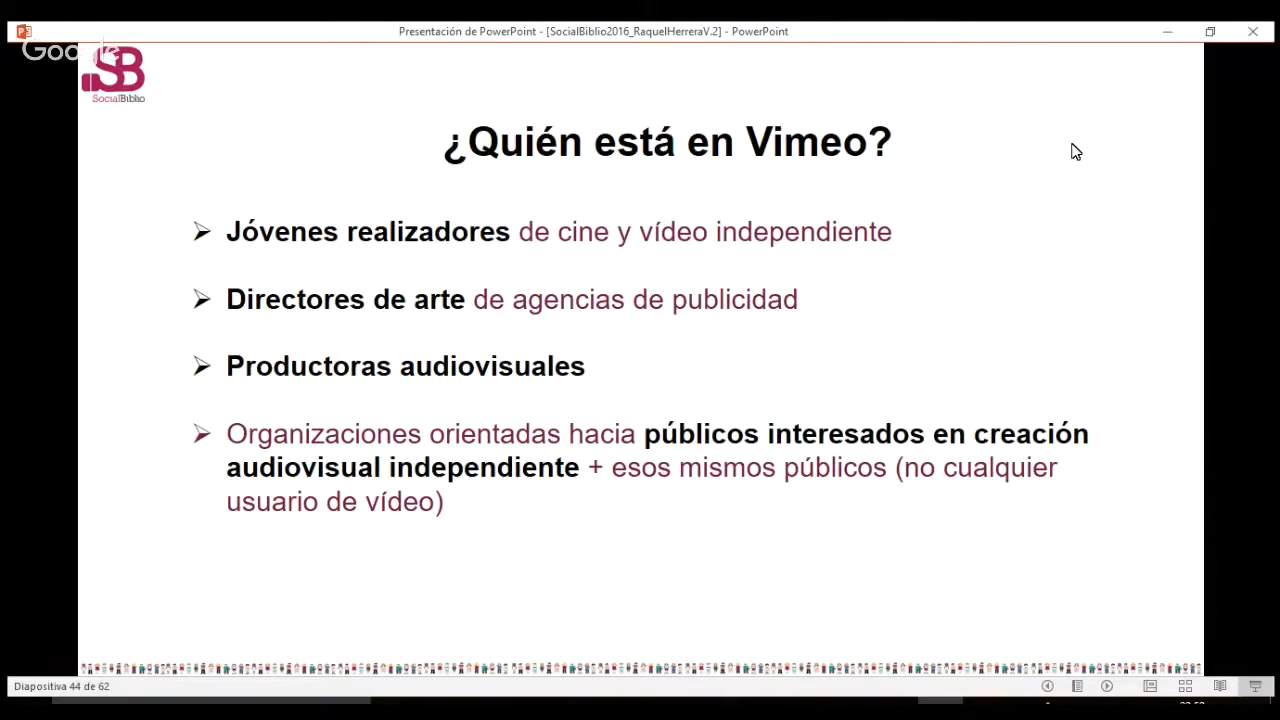 Presentación de PowerPoint - [SocialBiblio2016_RaquelHerreraV.2] - PowerPoint
Google
SB
SocialBiblio
¿Quién está en Vimeo?
Jóvenes realizadores de cine y vídeo independiente
Directores de arte de agencias de publicidad
Productoras audiovisuales
Organizaciones orientadas hacia públicos interesados en creación
audiovisual independiente + esos mismos públicos (no cualquier
usuario de vídeo)
Diapositiva 44 de 62